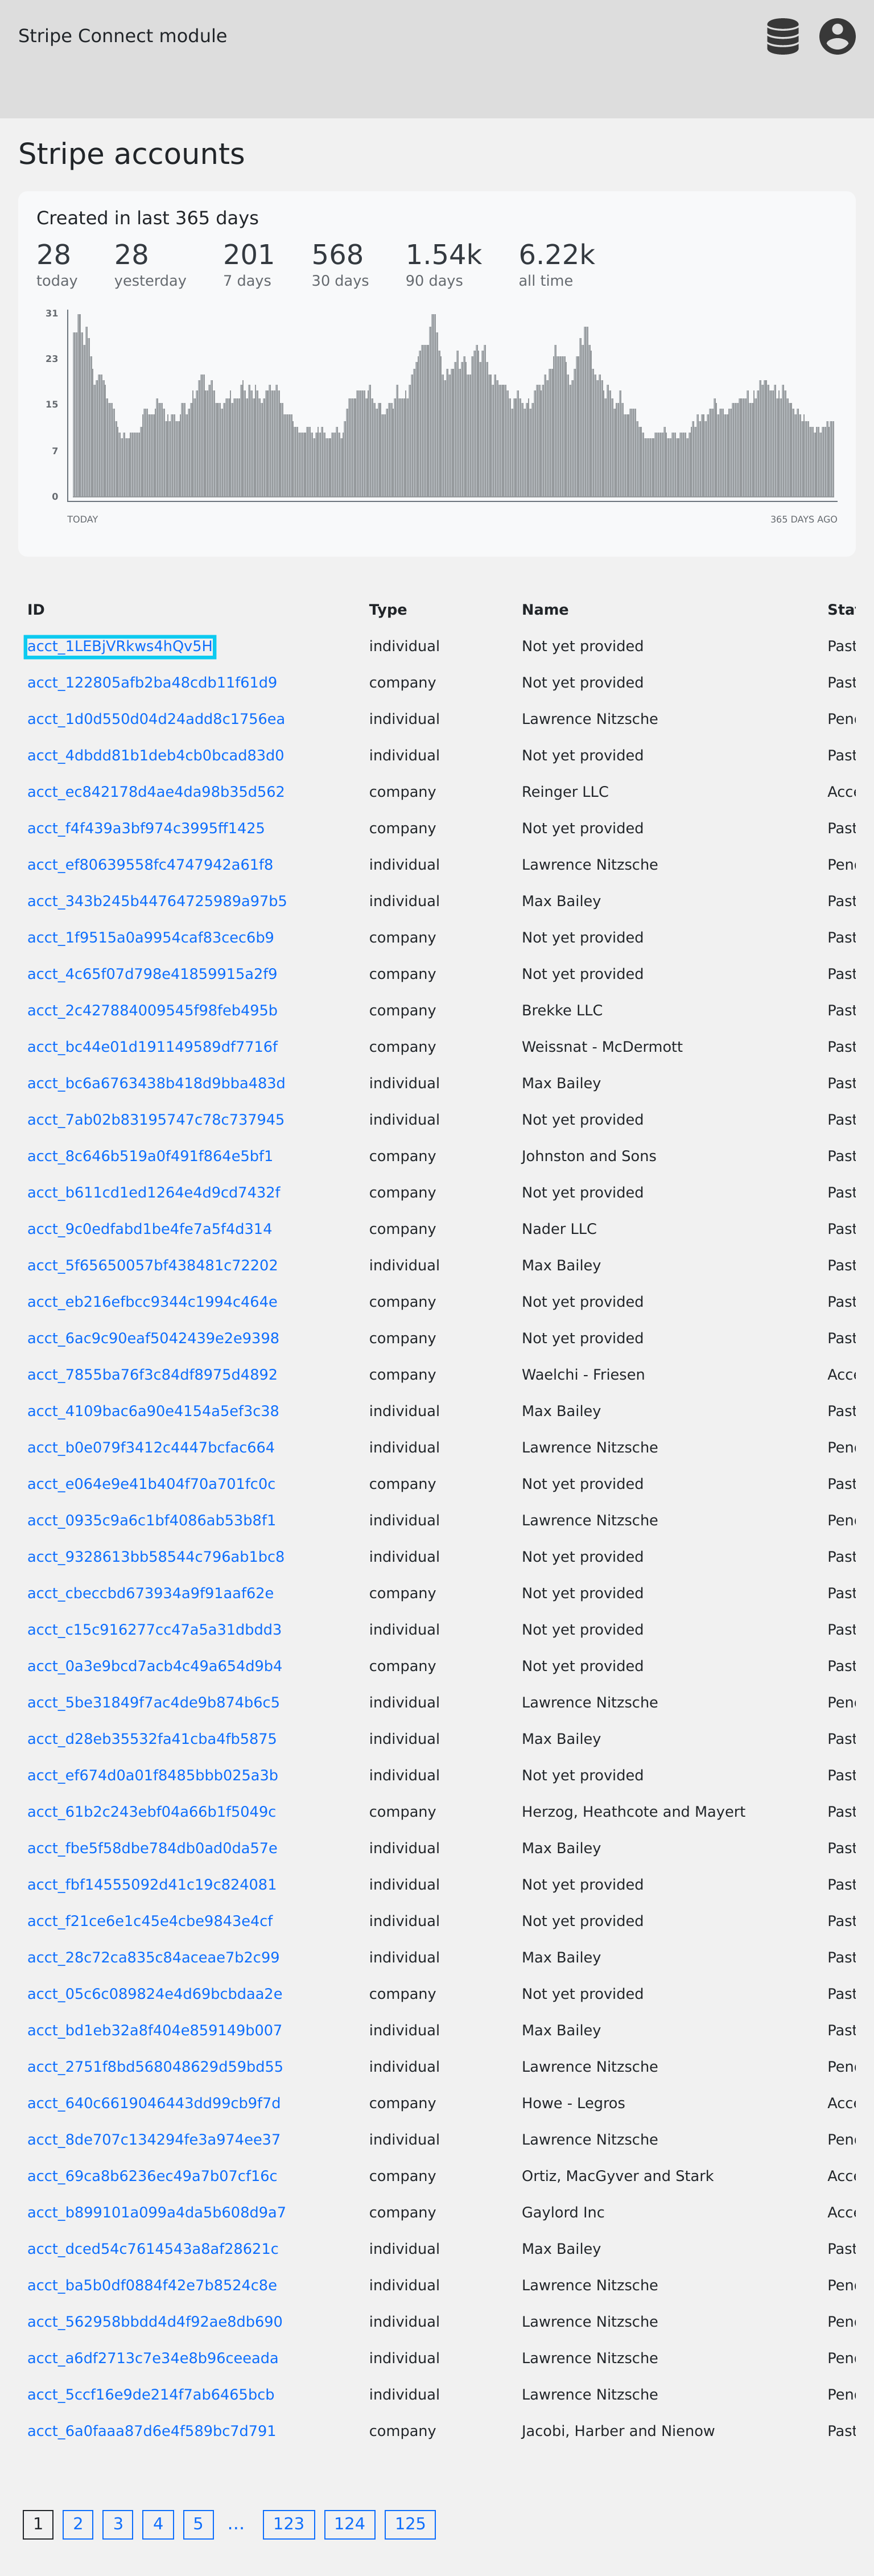 Stripe Connect module
Stripe accounts
Created in last 365 days
28 28 201 568 1.54k 6.22k
today yesterday 7 days 30 days 90 days all time
31
23
15
7
0
TODAY 365 DAYS AGO
ID Type Name Sta
acct_1LEBjVRkws4hQv5H individual Not yet provided Past
acct_122805afb2ba48cdb11f61d9 company Not yet provided Past
acct_1d0d550d04d24add8c1756ea individual Lawrence Nitzsche Pen
acct_4dbdd81b1deb4cb0bcad83d0 individual Not yet provided Past
acct_ec842178d4ae4da98b35d562 company Reinger LLC Acc
acct_f4f439a3bf974c3995ff1425 company Not yet provided Past
acct_ef80639558fc4747942a61f8 individual Lawrence Nitzsche Pen
acct_343b245b44764725989a97b5 individual Max Bailey Past
acct_1f9515a0a9954caf83cec6b9 company Not yet provided Past
acct_4c65f07d798e41859915a2f9 company Not yet provided Past
acct_2c427884009545f98feb495b company Brekke LLC Past
acct_bc44e01d191149589df7716f company Weissnat - McDermott Past
acct_bc6a6763438b418d9bba483d individual Max Bailey Past
acct_7ab02b83195747c78c737945 individual Not yet provided Past
acct_8c646b519a0f491f864e5bf1 company Johnston and Sons Past
acct_b611cd1ed1264e4d9cd7432f company Not yet provided Past
acct_9c0edfabd1be4fe7a5f4d314 company Nader LLC Past
acct_5f65650057bf438481c72202 individual Max Bailey Past
acct_eb216efbcc9344c1994c464e company Not yet provided Past
acct_6ac9c90eaf5042439e2e9398 company Not yet provided Past
acct_7855ba76f3c84df8975d4892 company Waelchi - Friesen Acc
acct_4109bac6a90e4154a5ef3c38 individual Max Bailey Past
acct_b0e079f3412c4447bcfac664 individual Lawrence Nitzsche Pen
acct_e064e9e41b404f70a701fc0c company Not yet provided Past
acct_0935c9a6c1bf4086ab53b8f1 individual Lawrence Nitzsche Pen
acct_9328613bb58544c796ab1bc8 individual Not yet provided Past
acct_cbeccbd673934a9f91aaf62e company Not yet provided Past
acct_c15c916277cc47a5a31dbdd3 individual Not yet provided Past
acct_0a3e9bcd7acb4c49a654d9b4 company Not yet provided Past
acct_5be31849f7ac4de9b874b6c5 individual Lawrence Nitzsche Pen
acct_d28eb35532fa41cba4fb5875 individual Max Bailey Past
acct_ef674d0a01f8485bbb025a3b individual Not yet provided Past
acct_61b2c243ebf04a66b1f5049c company Herzog, Heathcote and Mayert Past
acct_fbe5f58dbe784db0ad0da57e individual Max Bailey Past
acct_fbf14555092d41c19c824081 individual Not yet provided Past
acct_f21ce6e1c45e4cbe9843e4cf individual Not yet provided Past
acct_28c72ca835c84aceae7b2c99 individual Max Bailey Past
acct_05c6c089824e4d69bcbdaa2e company Not yet provided Past
acct_bd1eb32a8f404e859149b007 individual Max Bailey Past
acct_2751f8bd568048629d59bd55 individual Lawrence Nitzsche Pen
acct_640c6619046443dd99cb9f7d company Howe - Legros Acc
acct_8de707c134294fe3a974ee37 individual Lawrence Nitzsche Pen
acct_69ca8b6236ec49a7b07cf16c company Ortiz, MacGyver and Stark Acc
acct_b899101a099a4da5b608d9a7 company Gaylord Inc Acc
acct_dced54c7614543a8af28621c individual Max Bailey Past
acct_ba5b0df0884f42e7b8524c8e individual Lawrence Nitzsche Pen
acct_562958bbdd4d4f92ae8db690 individual Lawrence Nitzsche Pen
acct_a6df2713c7e34e8b96ceeada individual Lawrence Nitzsche Pen
acct_5ccf16e9de214f7ab6465bcb individual Lawrence Nitzsche Pen
acct_6a0faaa87d6e4f589bc7d791 company Jacobi, Harber and Nienow Past
1 2 3 4 5 … 123 124 125